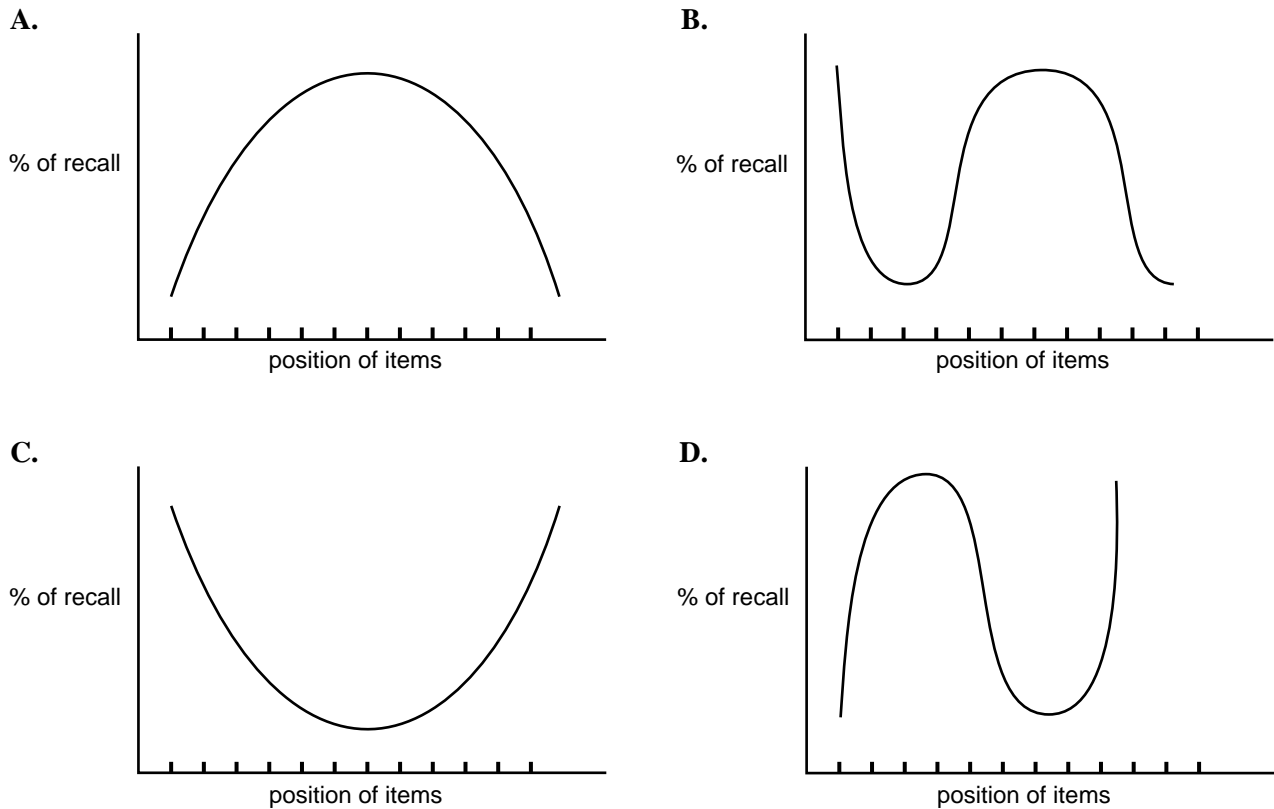 A.
% of recall
position of items
B.
% of recall
position of items
C.
% of recall
position of items
D.
% of recall
position of items